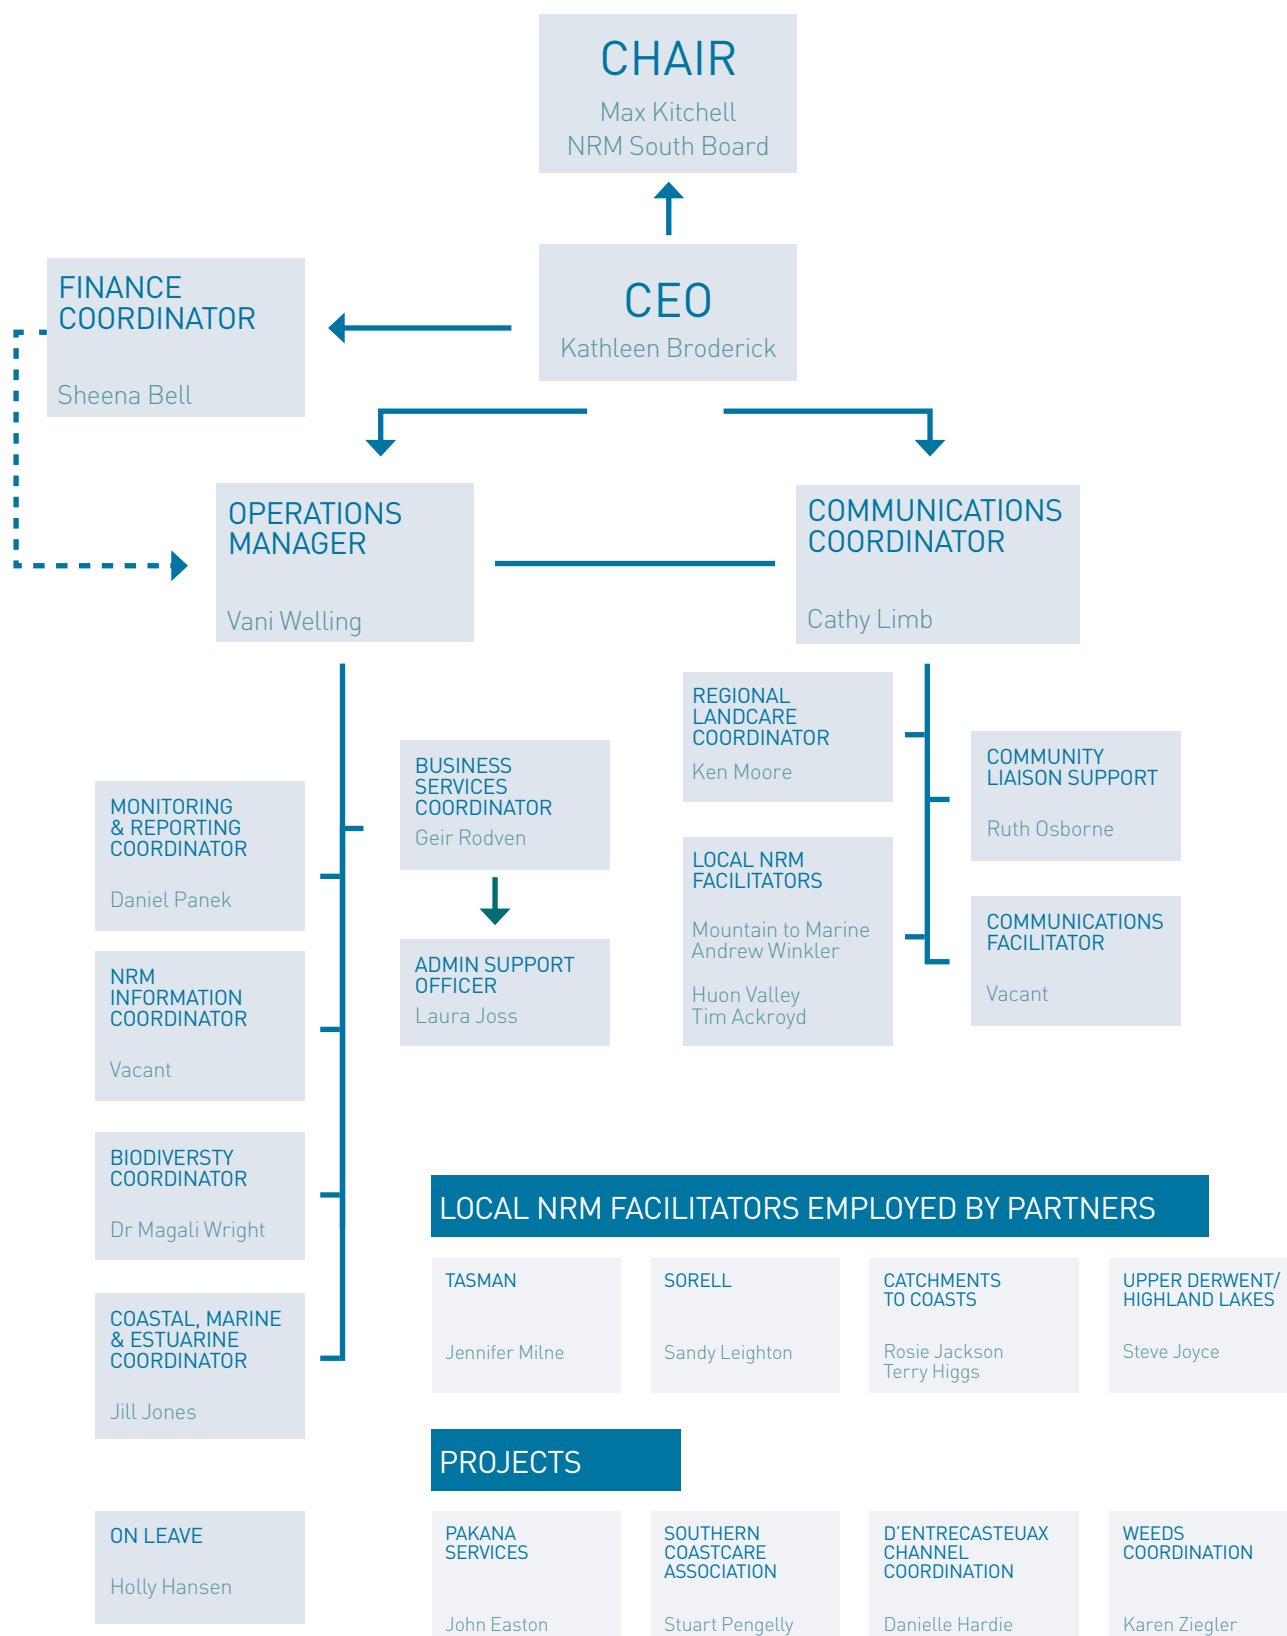 CHAIR
Max Kitchell
NRM South Board
CEO
Kathleen Broderick
FINANCE
COORDINATOR
Sheena Bell
OPERATIONS
MANAGER
Vani Welling
COMMUNICATIONS
COORDINATOR
Cathy Limb
MONITORING
& REPORTING
COORDINATOR
Daniel Panek
NRM
INFORMATION
COORDINATOR
Vacant
BIODIVERSTY
COORDINATOR
Dr Magali Wright
COASTAL, MARINE
& ESTUARINE
COORDINATOR
Jill Jones
ON LEAVE
Holly Hansen
BUSINESS
SERVICES
COORDINATOR
Geir Rodven
ADMIN SUPPORT
OFFICER
Laura Joss
REGIONAL
LANDCARE
COORDINATOR
Ken Moore
LOCAL NRM
FACILITATORS
Mountain to Marine
Andrew Winkler
Huon Valley
Tim Ackroyd
COMMUNITY
LIAISON SUPPORT
Ruth Osborne
COMMUNICATIONS
FACILITATOR
Vacant
LOCAL NRM FACILITATORS EMPLOYED BY PARTNERS
TASMAN
Jennifer Milne
SORELL
Sandy Leighton
CATCHMENTS
TO COASTS
Rosie Jackson
Terry Higgs
UPPER DERWENT/
HIGHLAND LAKES
Steve Joyce
PROJECTS
PAKANA
SERVICES
John Easton
SOUTHERN
COASTCARE
ASSOCIATION
Stuart Pengelly
D'ENTRECASTEUAX
CHANNEL
COORDINATION
Danielle Hardie
WEEDS
COORDINATION
Karen Ziegler